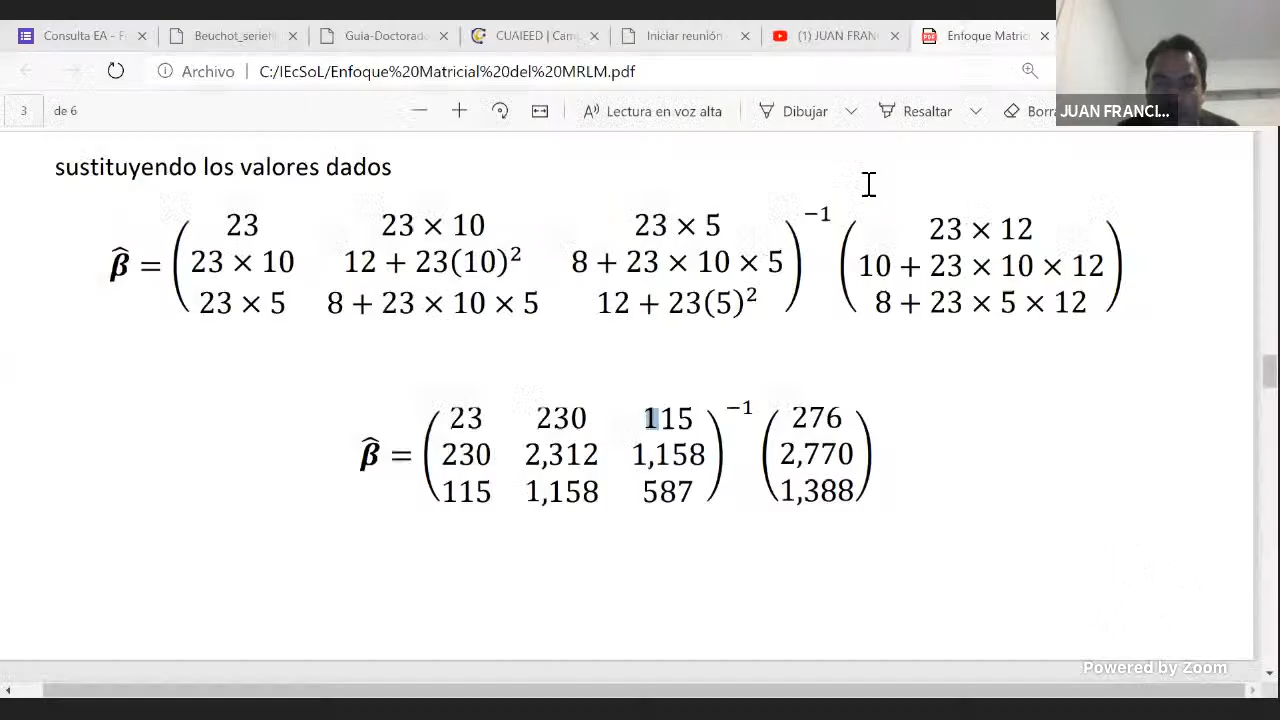 Consulta EA - F
Beuchot_serieh
Guia-Doctorado
CUAIEED | Cam
Iniciar reunió
(1) JUAN FRAN
Enfoque Matric
Archivo | C:/IEcSoL/Enfoque%20Matricial%20del%20MRLM.pdf
3 de 6
Lectura en voz alta
Dibujar
Resaltar
Borra
JUAN FRANCI...
sustituyendo los valores dados
β̂ = ( 23 23 × 10 23 × 5 )⁻¹ ( 23 × 12 )
23 × 10 12 + 23(10)² 8 + 23 × 10 × 5 10 + 23 × 10 × 12
23 × 5 8 + 23 × 10 × 5 12 + 23(5)² 8 + 23 × 5 × 12
β̂ = ( 23 230 115 )⁻¹ ( 276 )
230 2,312 1,158 2,770
115 1,158 587 1,388
Powered by Zoom